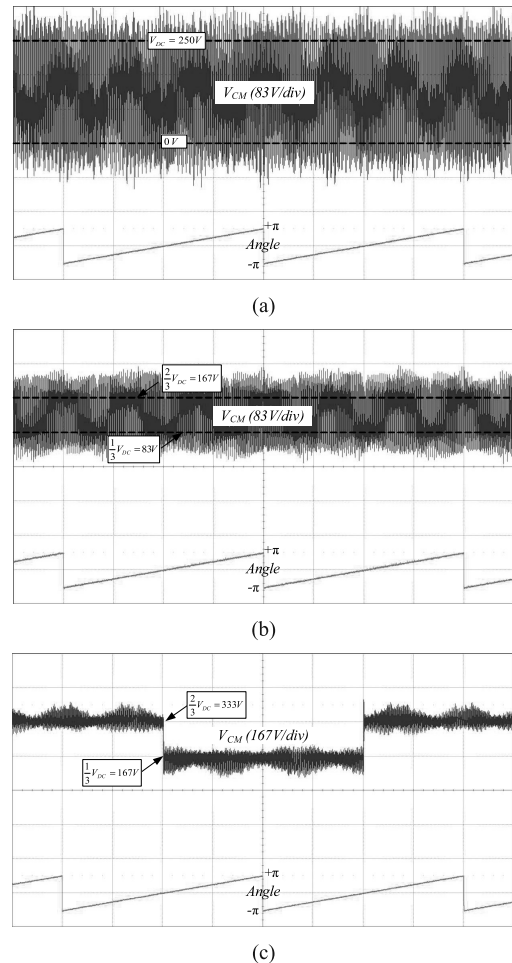 V_DC = 250V
V_CM (83V/div)
0 V
+π
Angle
-π
(a)
2/3 V_DC = 167V
V_CM (83V/div)
1/3 V_DC = 83V
+π
Angle
-π
(b)
2/3 V_DC = 333V
V_CM (167V/div)
1/3 V_DC = 167V
+π
Angle
-π
(c)